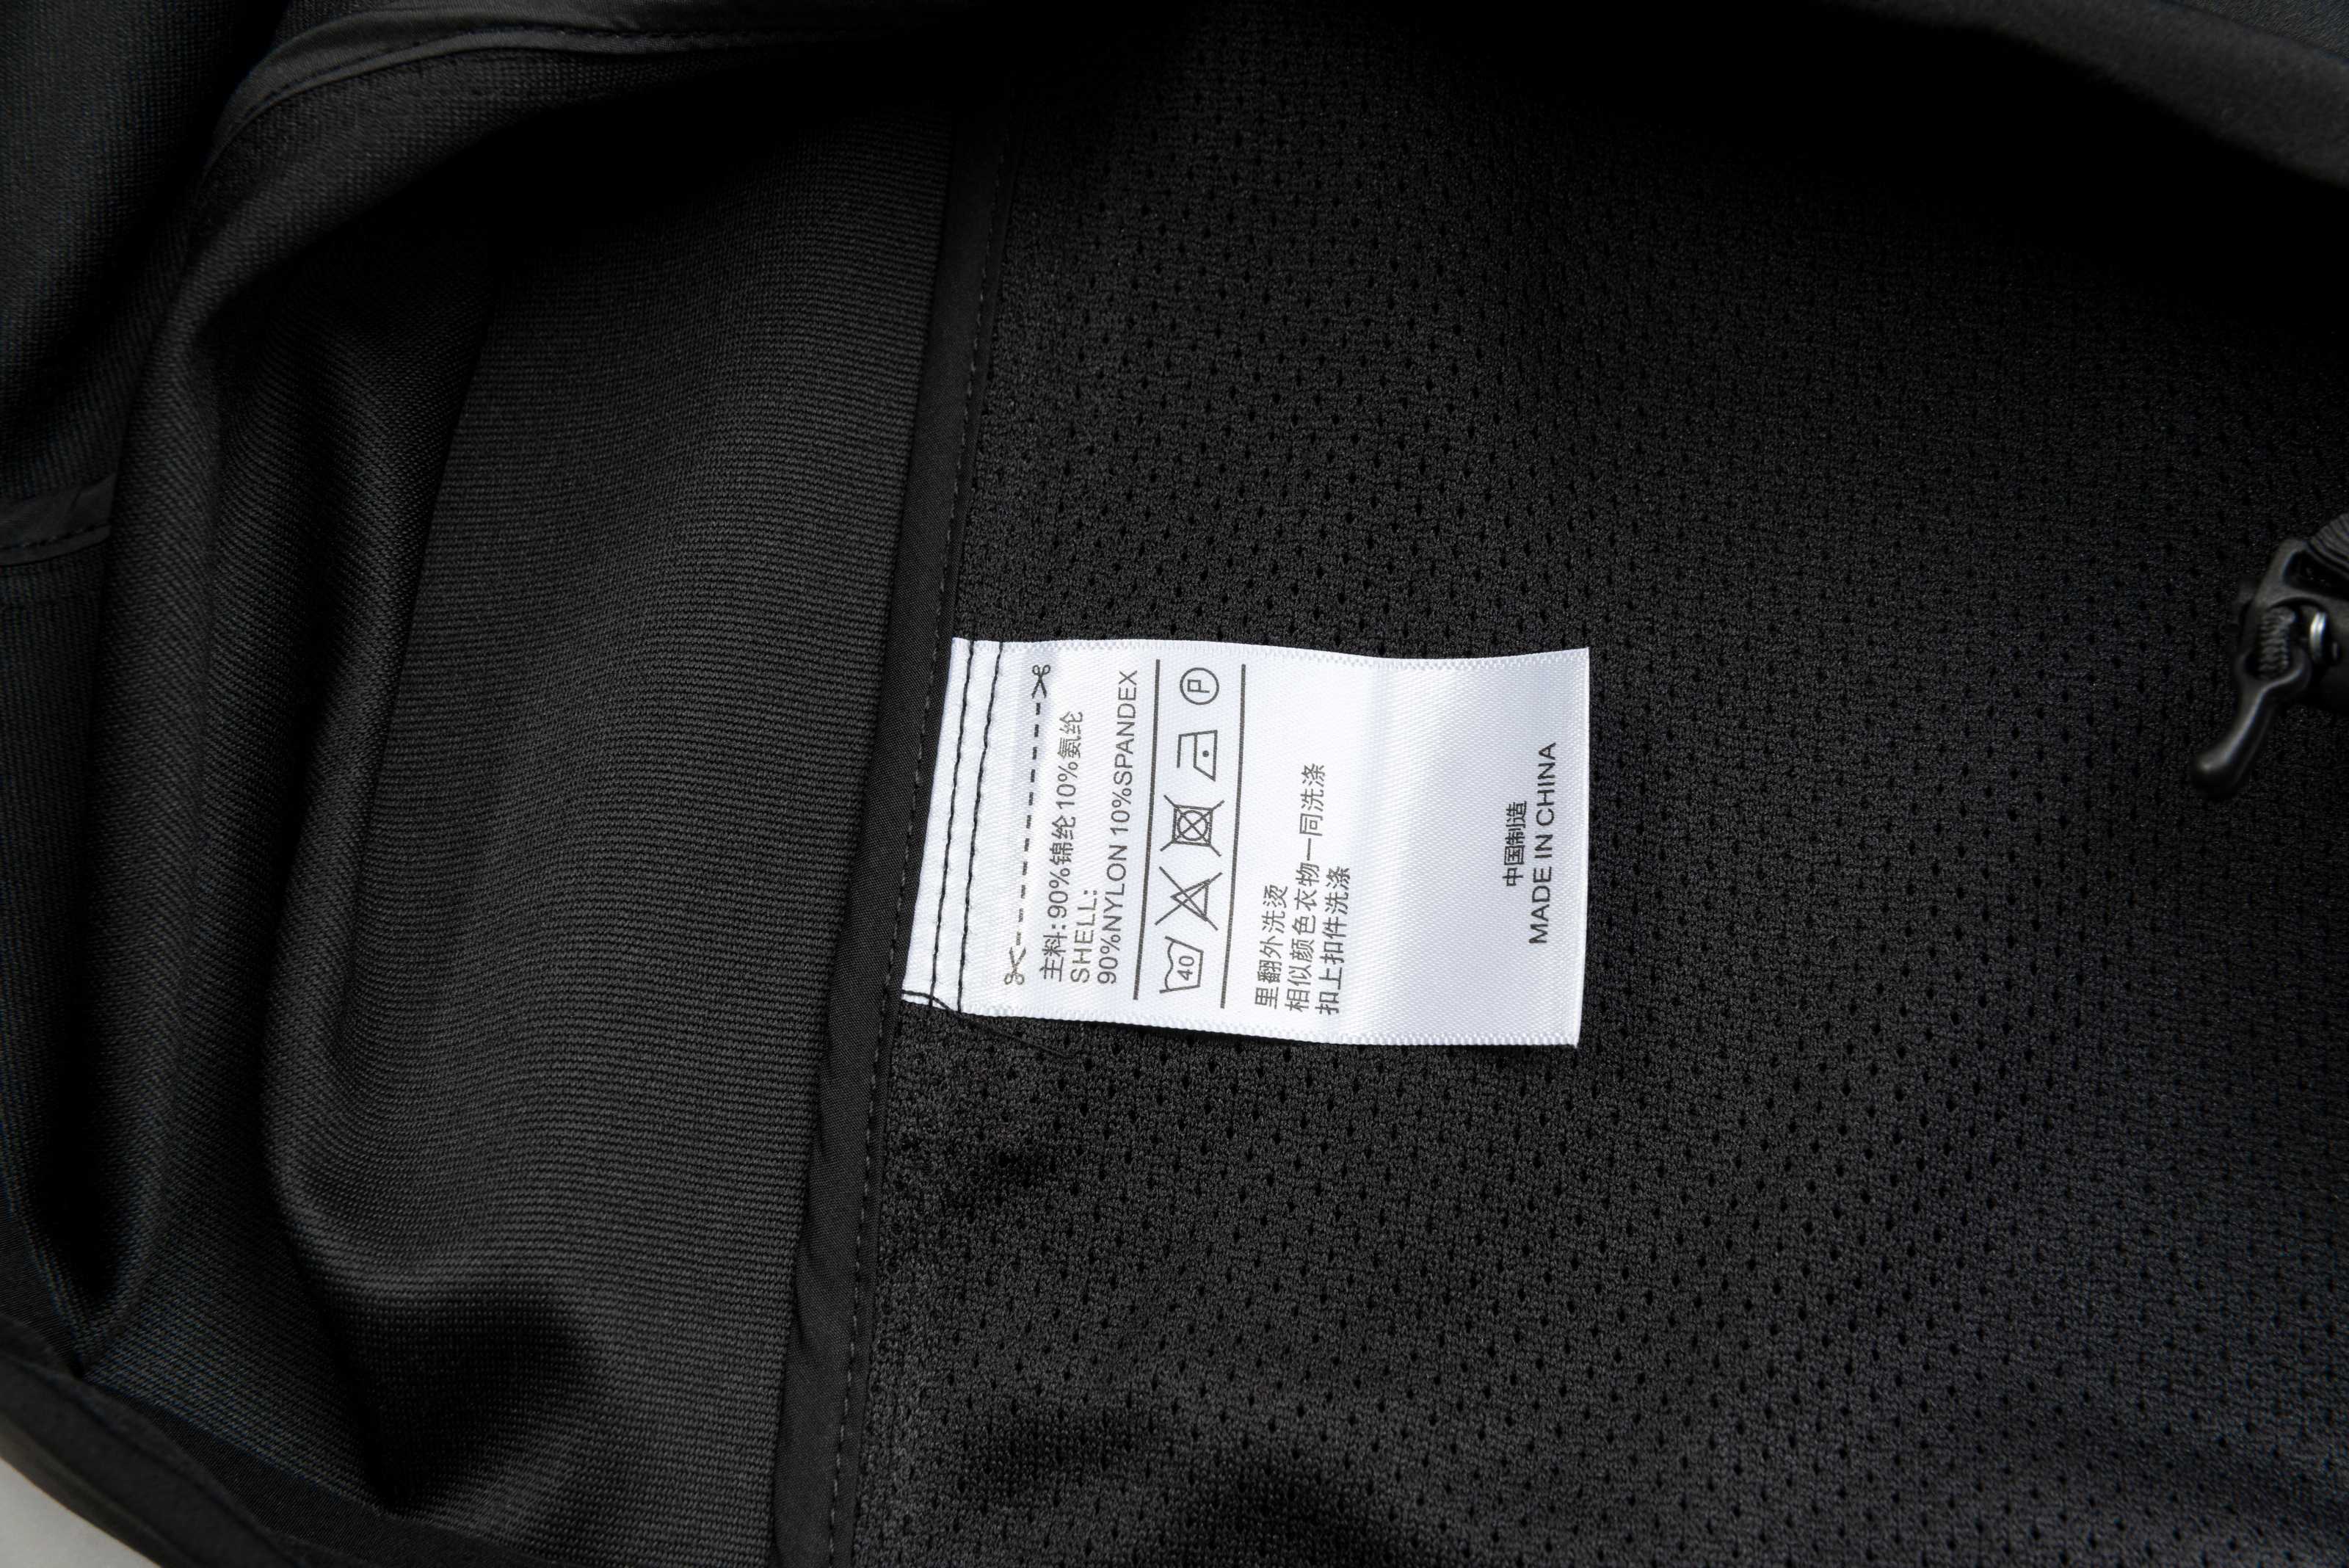 主料:90%锦纶10%氨纶
SHELL:
90%NYLON 10%SPANDEX
40 P
里翻外洗烫
相似颜色衣物一同洗涤
扣上扣件洗涤
中国制造
MADE IN CHINA